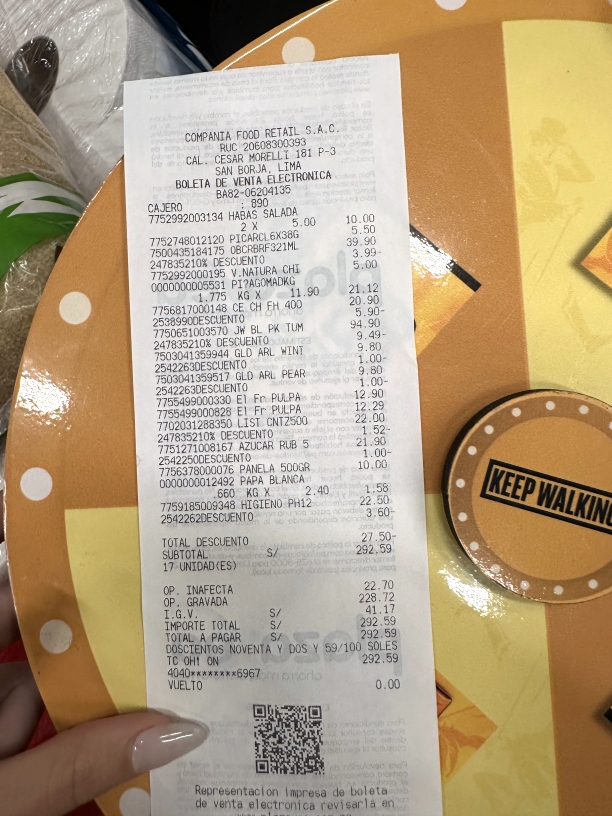 COMPANIA FOOD RETAIL S.A.C.
RUC 20608300393
CAL. CESAR MORELLI 181 P-3
SAN BORJA, LIMA
BOLETA DE VENTA ELECTRONICA
BA82-06204135
CAJERO : 890
7752992003134 HABAS SALADA
2 X 5.00 10.00
7752748012120 PICARCL6X38G 5.50
7500435184175 OBCRBRF321ML 39.90
247835210% DESCUENTO 3.99-
7752992000195 V.NATURA CHI 5.00
0000000005531 PI?AGOMADKG
1.775 KG X 11.90 21.12
7756817000148 CE CH FH 400 20.90
2538990DESCUENTO 5.90-
7750651003570 JW BL PK TUM 94.90
247835210% DESCUENTO 9.49-
7503041359944 GLD ARL WINT 9.80
2542263DESCUENTO 1.00-
7503041359517 GLD ARL PEAR 9.80
2542263DESCUENTO 1.00-
7755499000330 El Fr PULPA 12.90
7755499000828 El Fr PULPA 12.29
7702031288350 LIST CNTZ500 22.00
247835210% DESCUENTO 1.52-
7751271008167 AZUCAR RUB 5 21.90
2542250DESCUENTO 1.00-
7756378000076 PANELA 500GR 10.00
0000000012492 PAPA BLANCA
.660 KG X 2.40 1.58
7759185009348 HIGIENO PH12 22.50
2542262DESCUENTO 3.60-
TOTAL DESCUENTO 27.50-
SUBTOTAL S/ 292.59
17 UNIDAD(ES)
OP. INAFECTA 22.70
OP. GRAVADA 228.72
I.G.V. S/ 41.17
IMPORTE TOTAL S/ 292.59
TOTAL A PAGAR S/ 292.59
DOSCIENTOS NOVENTA Y DOS Y 59/100 SOLES
TC OH! ON 292.59
4040********6967
VUELTO 0.00
Representacion impresa de boleta
de venta electronica revisarla en
KEEP WALKING